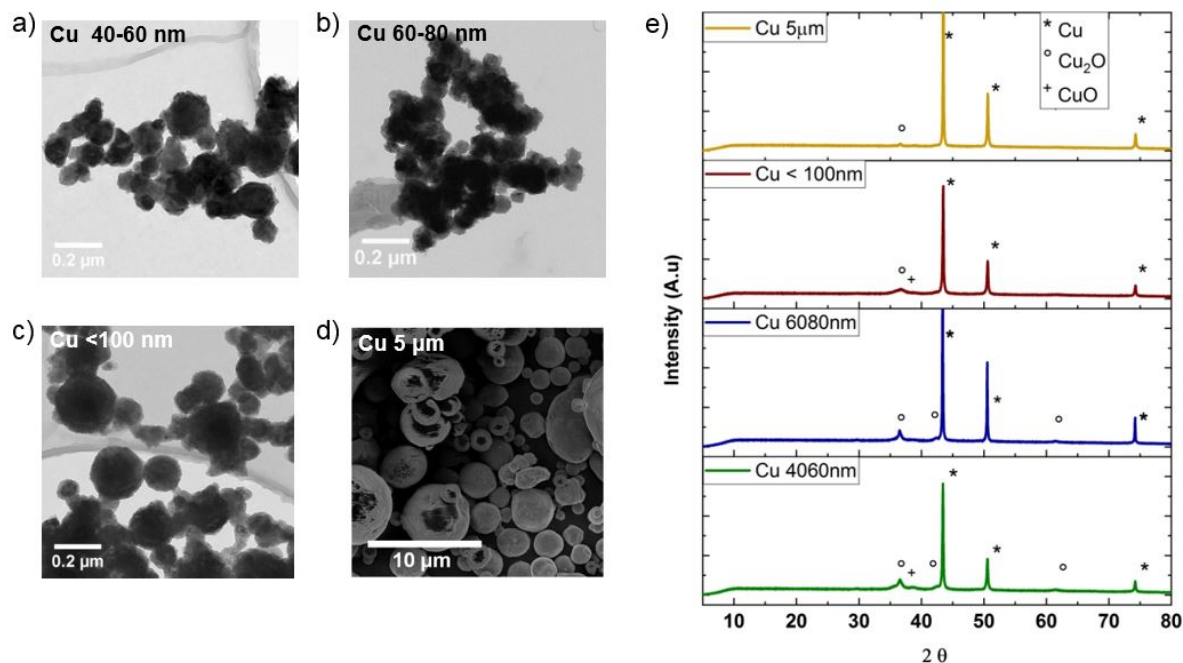 a)
Cu 40-60 nm
0.2 µm
b)
Cu 60-80 nm
0.2 µm
c)
Cu <100 nm
0.2 µm
d)
Cu 5 µm
10 µm
e)
Intensity (A.u)
Cu 5µm
* Cu
° Cu₂O
+ CuO
Cu < 100nm
Cu 6080nm
Cu 4060nm
10 20 30 40 50 60 70 80
2 θ